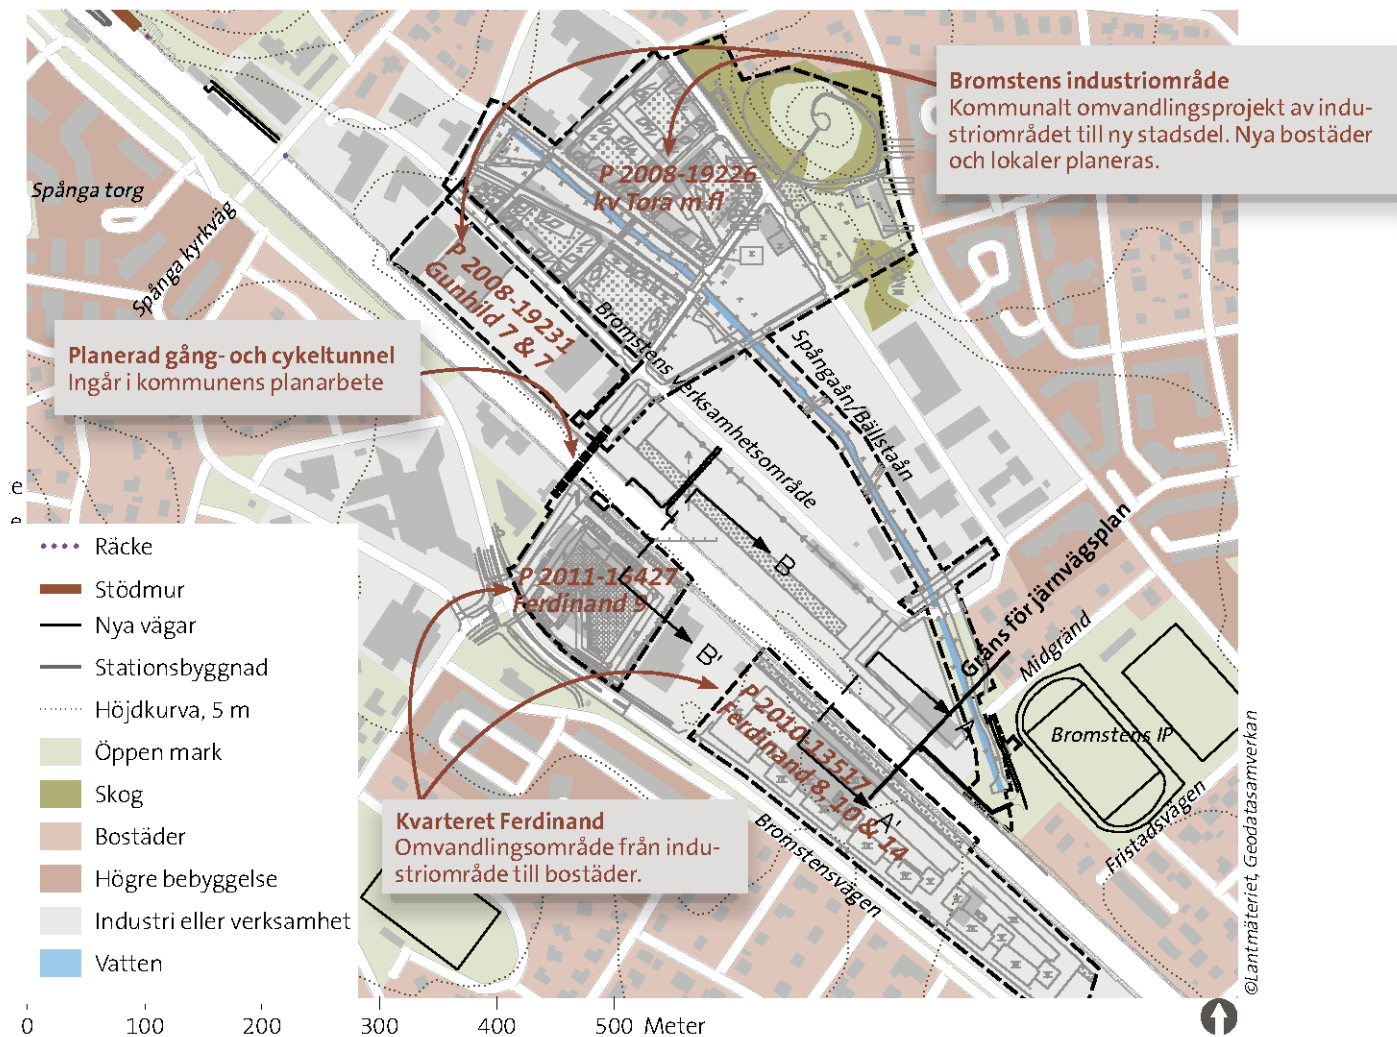 Bromstens industriområde
Kommunalt omvandlingsprojekt av indu-
striområdet till ny stadsdel. Nya bostäder
och lokaler planeras.
Spånga torg
Spånga kyrkväg
P 2008-19226
kv Tora m fl
P 2008-19231
Gunhild 7 & 7
Planerad gång- och cykeltunnel
Ingår i kommunens planarbete
Bromstens verksamhetsområde
Spångaån/Bällstaån
Gräns för järnvägsplan
Midgränd
Bromstens IP
Fristadsvägen
B
B'
A
A'
P 2011-15427
Ferdinand 9
P 2010-13517
Ferdinand 8, 10 & 14
Kvarteret Ferdinand
Omvandlingsområde från indu-
striområde till bostäder.
Bromstensvägen
Räcke
Stödmur
Nya vägar
Stationsbyggnad
Höjdkurva, 5 m
Öppen mark
Skog
Bostäder
Högre bebyggelse
Industri eller verksamhet
Vatten
0 100 200 300 400 500 Meter
©Lantmäteriet, Geodatasamverkan